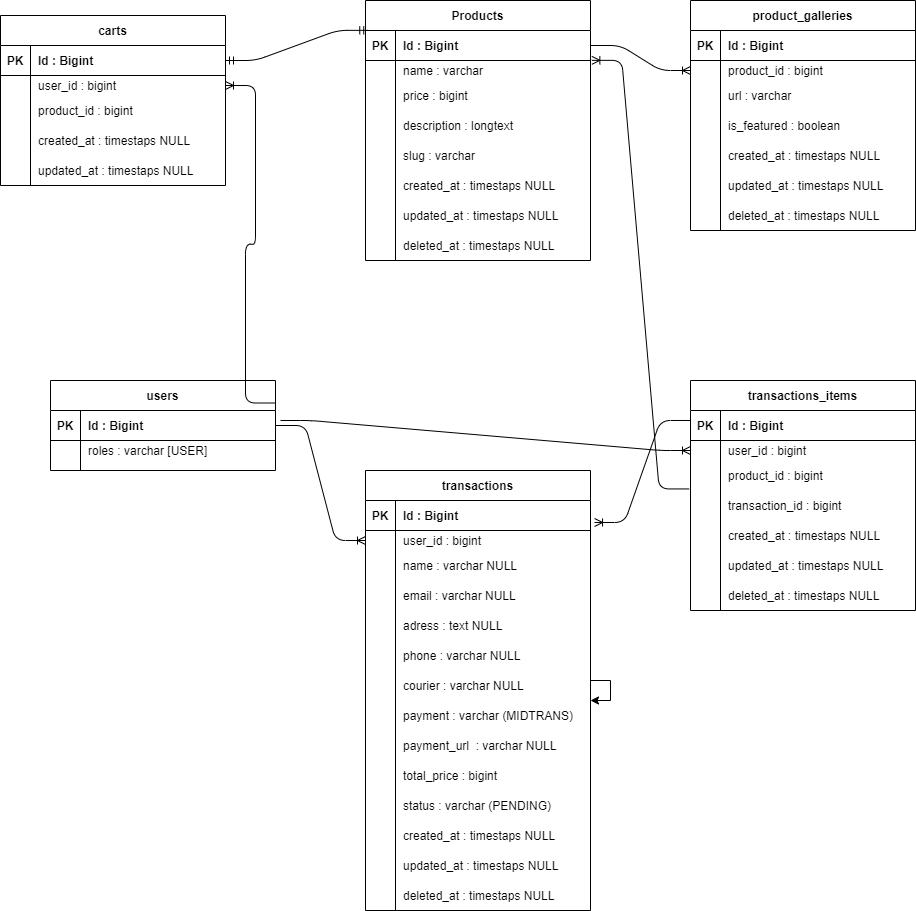 carts
PK Id : Bigint
user_id : bigint
product_id : bigint
created_at : timestaps NULL
updated_at : timestaps NULL
Products
PK Id : Bigint
name : varchar
price : bigint
description : longtext
slug : varchar
created_at : timestaps NULL
updated_at : timestaps NULL
deleted_at : timestaps NULL
product_galleries
PK Id : Bigint
product_id : bigint
url : varchar
is_featured : boolean
created_at : timestaps NULL
updated_at : timestaps NULL
deleted_at : timestaps NULL
users
PK Id : Bigint
roles : varchar [USER]
transactions
PK Id : Bigint
user_id : bigint
name : varchar NULL
email : varchar NULL
adress : text NULL
phone : varchar NULL
courier : varchar NULL
payment : varchar (MIDTRANS)
payment_url : varchar NULL
total_price : bigint
status : varchar (PENDING)
created_at : timestaps NULL
updated_at : timestaps NULL
deleted_at : timestaps NULL
transactions_items
PK Id : Bigint
user_id : bigint
product_id : bigint
transaction_id : bigint
created_at : timestaps NULL
updated_at : timestaps NULL
deleted_at : timestaps NULL